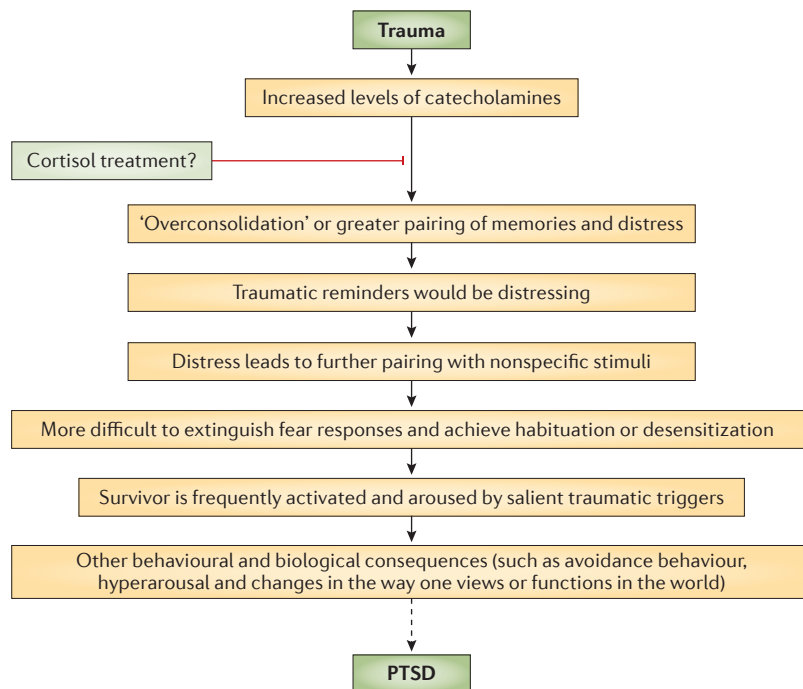 Trauma
Increased levels of catecholamines
Cortisol treatment?
‘Overconsolidation’ or greater pairing of memories and distress
Traumatic reminders would be distressing
Distress leads to further pairing with nonspecific stimuli
More difficult to extinguish fear responses and achieve habituation or desensitization
Survivor is frequently activated and aroused by salient traumatic triggers
Other behavioural and biological consequences (such as avoidance behaviour,
hyperarousal and changes in the way one views or functions in the world)
PTSD